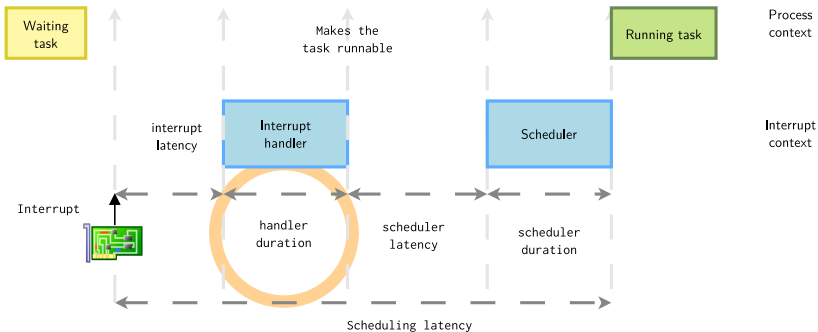 Waiting
task
Makes the
task runnable
Running task
Process
context
interrupt
latency
Interrupt
handler
Scheduler
Interrupt
context
Interrupt
handler
duration
scheduler
latency
scheduler
duration
Scheduling latency